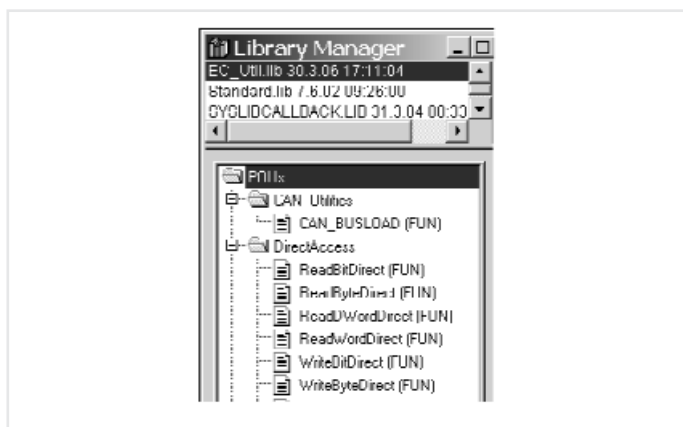 Library Manager
EC_Util.lib 30.3.06 17:11:04
Standard.lib 7.6.02 09:26:00
SYSLIBCALLBACK.LIB 31.3.04 00:33
POUs
CAN_Utilities
CAN_BUSLOAD (FUN)
DirectAccess
ReadBitDirect (FUN)
ReadByteDirect (FUN)
ReadDWordDirect (FUN)
ReadWordDirect (FUN)
WriteBitDirect (FUN)
WriteByteDirect (FUN)